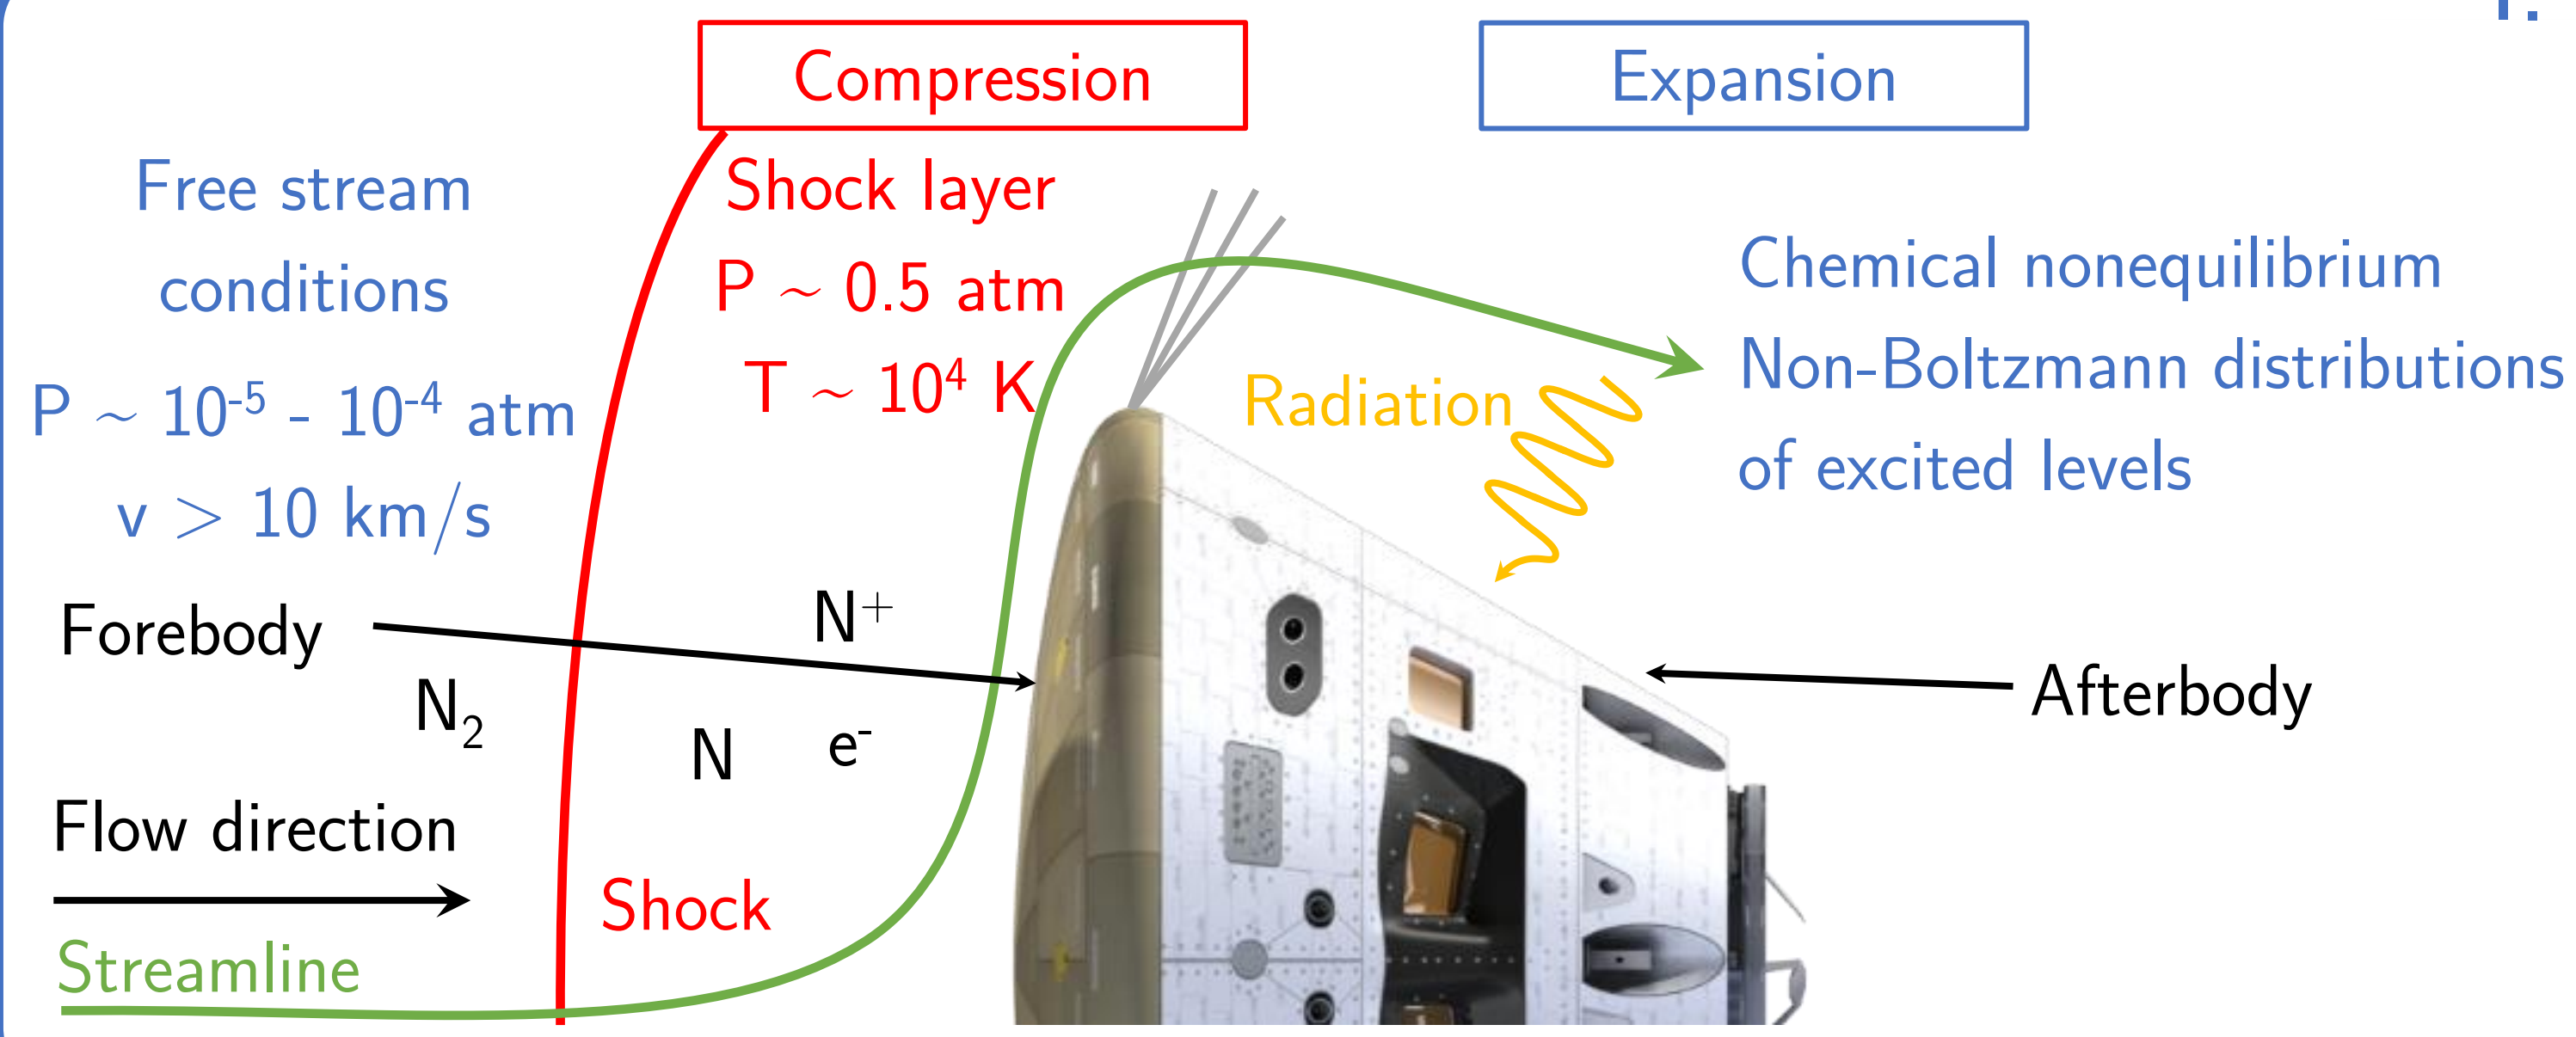 Compression
Expansion
Free stream
conditions
P ~ 10⁻⁵ - 10⁻⁴ atm
v > 10 km/s
Shock layer
P ~ 0.5 atm
T ~ 10⁴ K
Radiation
Chemical nonequilibrium
Non-Boltzmann distributions
of excited levels
Forebody
N₂
N⁺
N
e⁻
Afterbody
Flow direction
Shock
Streamline